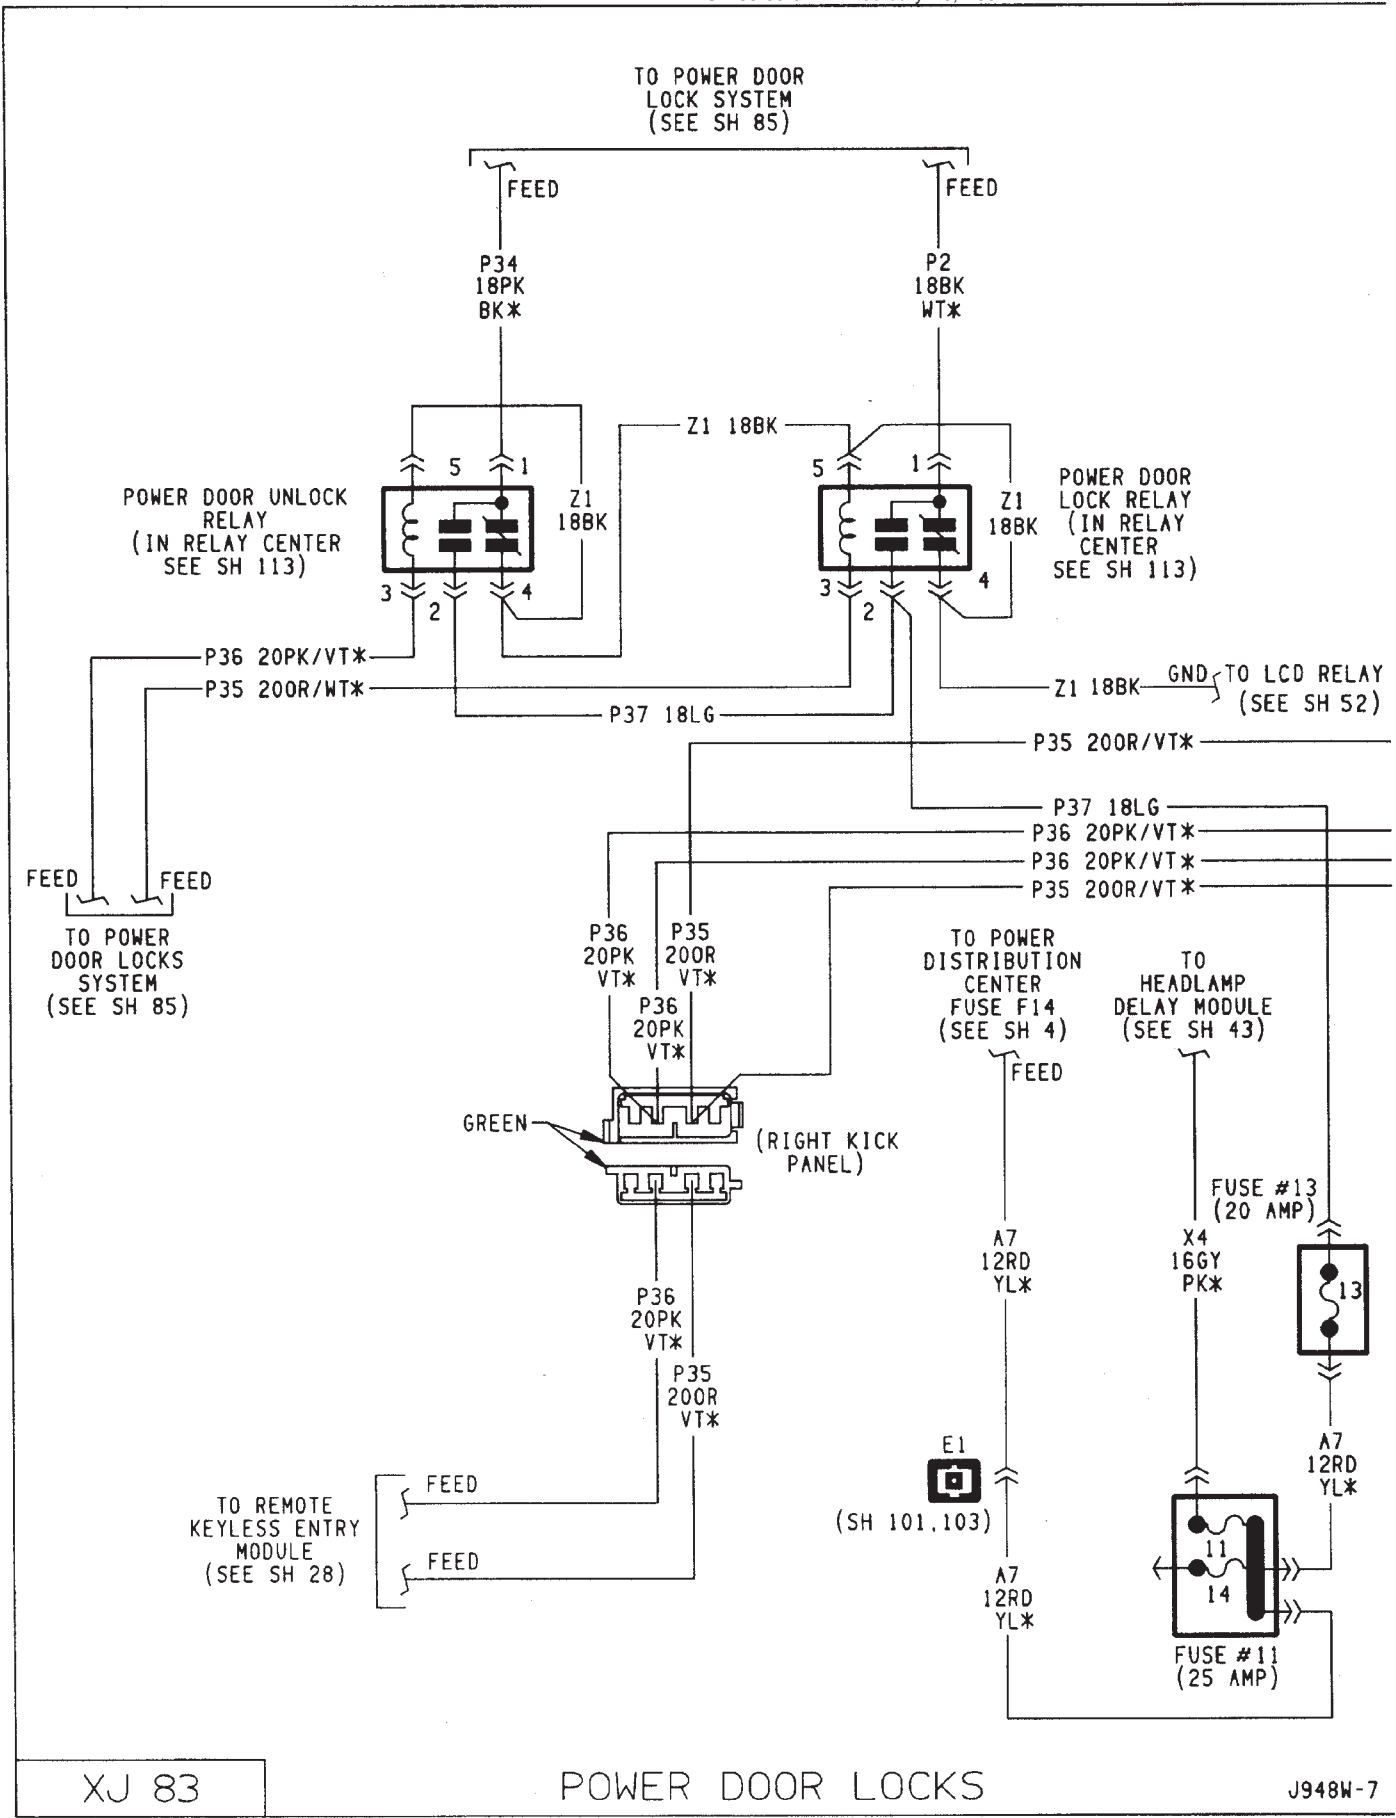 TO POWER DOOR
LOCK SYSTEM
(SEE SH 85)
FEED
FEED
P34
18PK
BK*
P2
18BK
WT*
Z1 18BK
5
1
5
1
POWER DOOR UNLOCK
RELAY
(IN RELAY CENTER
SEE SH 113)
Z1
18BK
Z1
18BK
POWER DOOR
LOCK RELAY
(IN RELAY
CENTER
SEE SH 113)
3
2
4
3
2
4
P36 20PK/VT*
P35 20OR/WT*
P37 18LG
Z1 18BK
GND
TO LCD RELAY
(SEE SH 52)
P35 20OR/VT*
P37 18LG
P36 20PK/VT*
P36 20PK/VT*
P35 20OR/VT*
FEED
FEED
TO POWER
DOOR LOCKS
SYSTEM
(SEE SH 85)
P36
20PK
VT*
P35
20OR
VT*
P36
20PK
VT*
TO POWER
DISTRIBUTION
CENTER
FUSE F14
(SEE SH 4)
FEED
TO
HEADLAMP
DELAY MODULE
(SEE SH 43)
GREEN
(RIGHT KICK
PANEL)
FUSE #13
(20 AMP)
13
A7
12RD
YL*
X4
16GY
PK*
P36
20PK
VT*
P35
20OR
VT*
A7
12RD
YL*
E1
(SH 101,103)
FEED
FEED
TO REMOTE
KEYLESS ENTRY
MODULE
(SEE SH 28)
A7
12RD
YL*
11
14
FUSE #11
(25 AMP)
XJ 83
POWER DOOR LOCKS
J948W-7